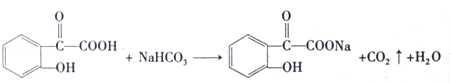 O O
C—COOH + NaHCO₃ ⟶ C—COONa +CO₂↑+H₂O
OH OH